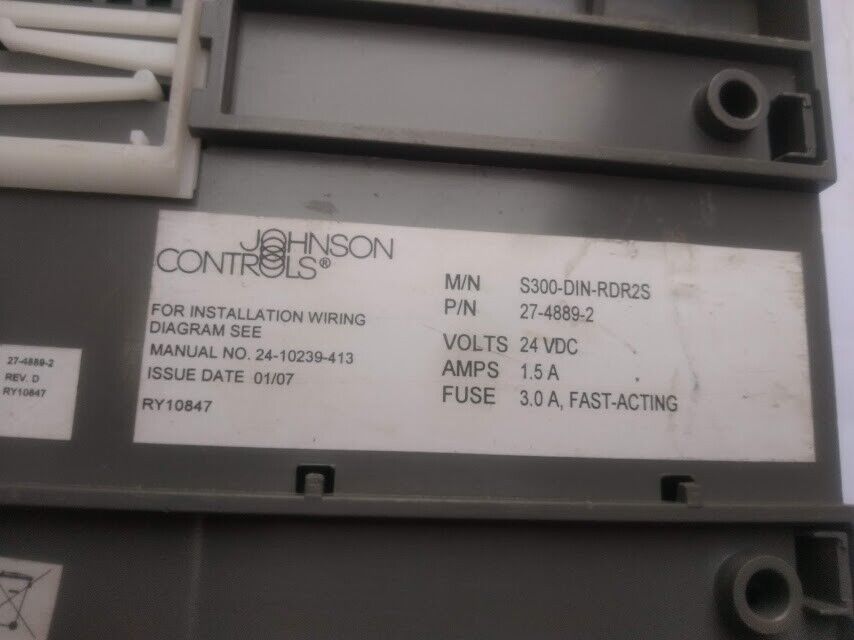 JOHNSON
CONTROLS®
FOR INSTALLATION WIRING
DIAGRAM SEE
MANUAL NO. 24-10239-413
ISSUE DATE 01/07
RY10847
M/N S300-DIN-RDR2S
P/N 27-4889-2
VOLTS 24 VDC
AMPS 1.5 A
FUSE 3.0 A, FAST-ACTING
27-4889-2
REV. D
RY10847